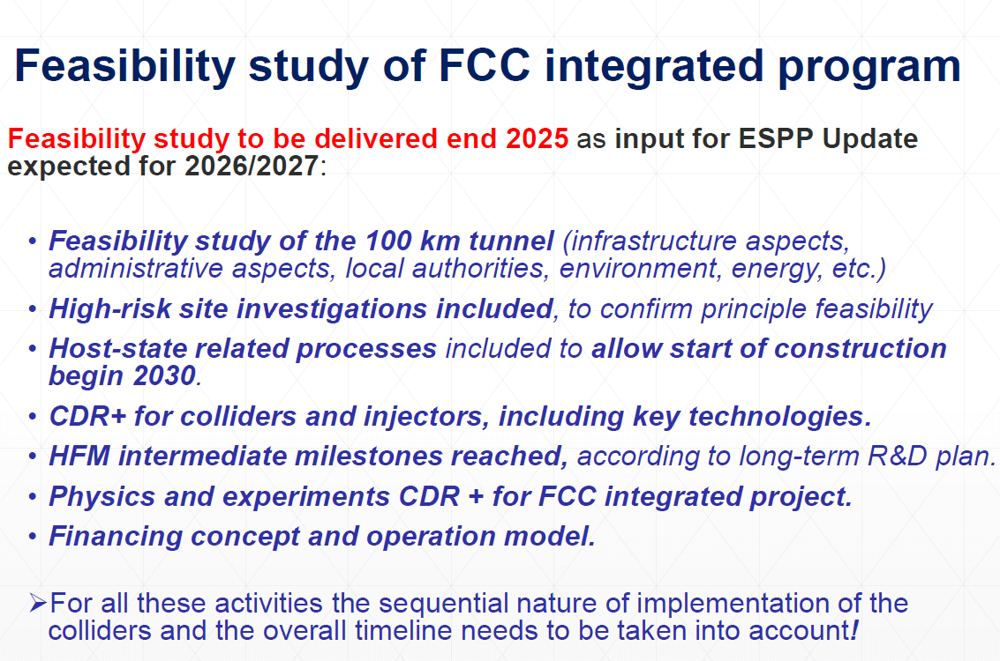 Feasibility study of FCC integrated program
Feasibility study to be delivered end 2025 as input for ESPP Update
expected for 2026/2027:
• Feasibility study of the 100 km tunnel (infrastructure aspects,
administrative aspects, local authorities, environment, energy, etc.)
• High-risk site investigations included, to confirm principle feasibility
• Host-state related processes included to allow start of construction
begin 2030.
• CDR+ for colliders and injectors, including key technologies.
• HFM intermediate milestones reached, according to long-term R&D plan.
• Physics and experiments CDR + for FCC integrated project.
• Financing concept and operation model.
➢For all these activities the sequential nature of implementation of the
colliders and the overall timeline needs to be taken into account!